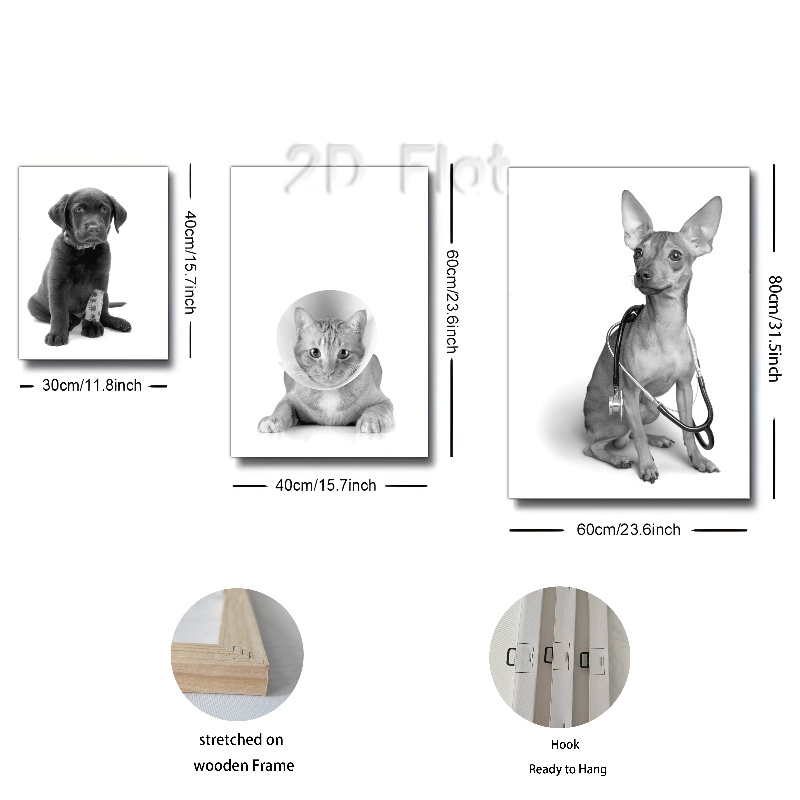 2D Flat
40cm/15.7inch
30cm/11.8inch
60cm/23.6inch
40cm/15.7inch
80cm/31.5inch
60cm/23.6inch
stretched on
wooden Frame
Hook
Ready to Hang